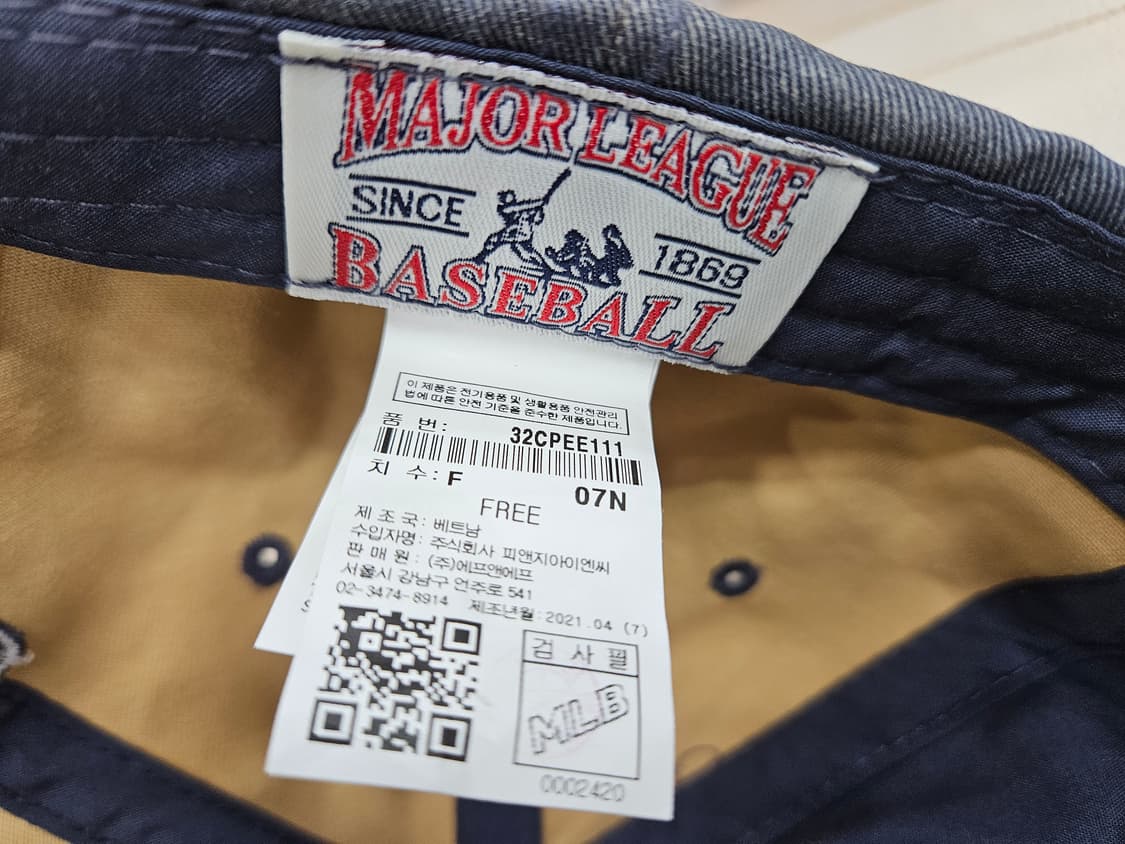 MAJOR LEAGUE
SINCE 1869
BASEBALL
이 제품은 전기용품 및 생활용품 안전관리
법에 따른 안전 기준을 준수한 제품입니다.
품 번: 32CPEE111
치 수: F 07N
FREE
제 조 국: 베트남
수입자명: 주식회사 피앤지아이엔씨
판 매 원: (주)에프앤에프
서울시 강남구 언주로 541
02-3474-8914 제조년월:2021.04 (7)
검 사 필
MLB
0002420